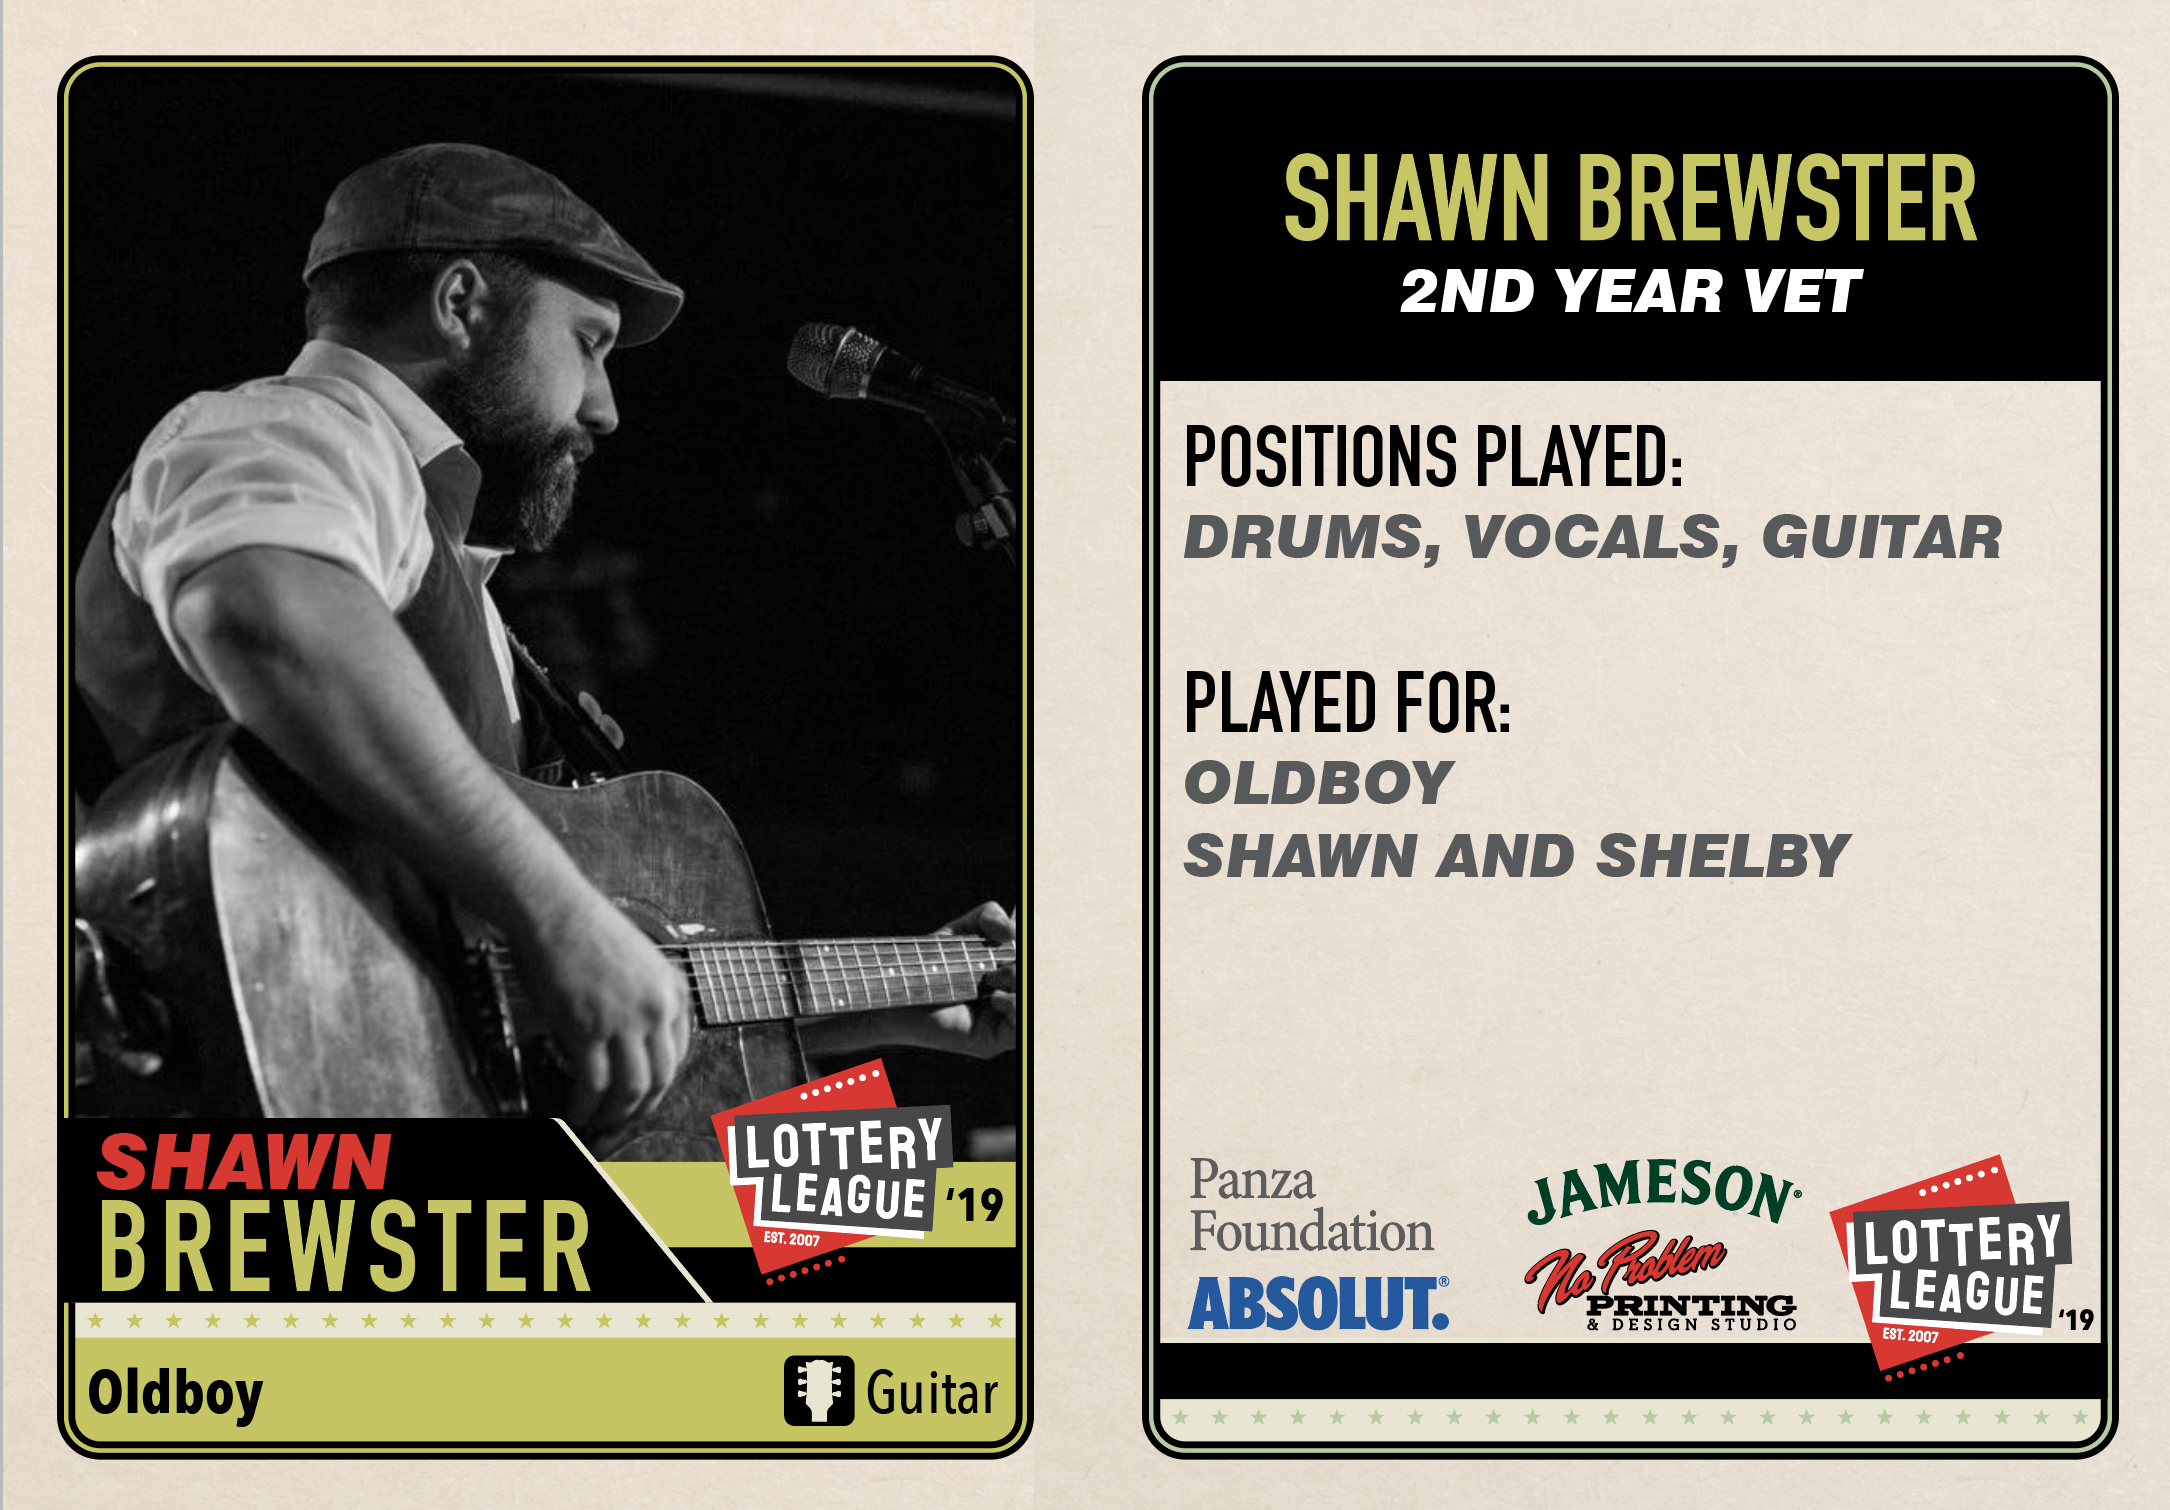 SHAWN
BREWSTER
LOTTERY
LEAGUE
EST. 2007
'19
Oldboy
Guitar
SHAWN BREWSTER
2ND YEAR VET
POSITIONS PLAYED:
DRUMS, VOCALS, GUITAR
PLAYED FOR:
OLDBOY
SHAWN AND SHELBY
Panza
Foundation
ABSOLUT.®
JAMESON®
No Problem
PRINTING
& DESIGN STUDIO
LOTTERY
LEAGUE
EST. 2007
'19